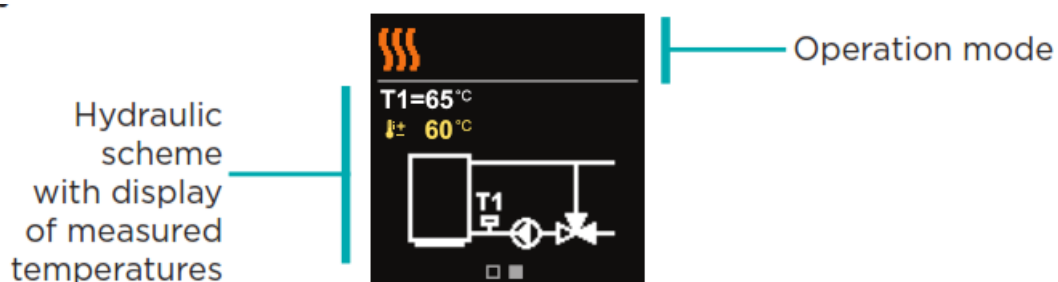 Operation mode
T1=65°C
60°C
T1
Hydraulic
scheme
with display
of measured
temperatures